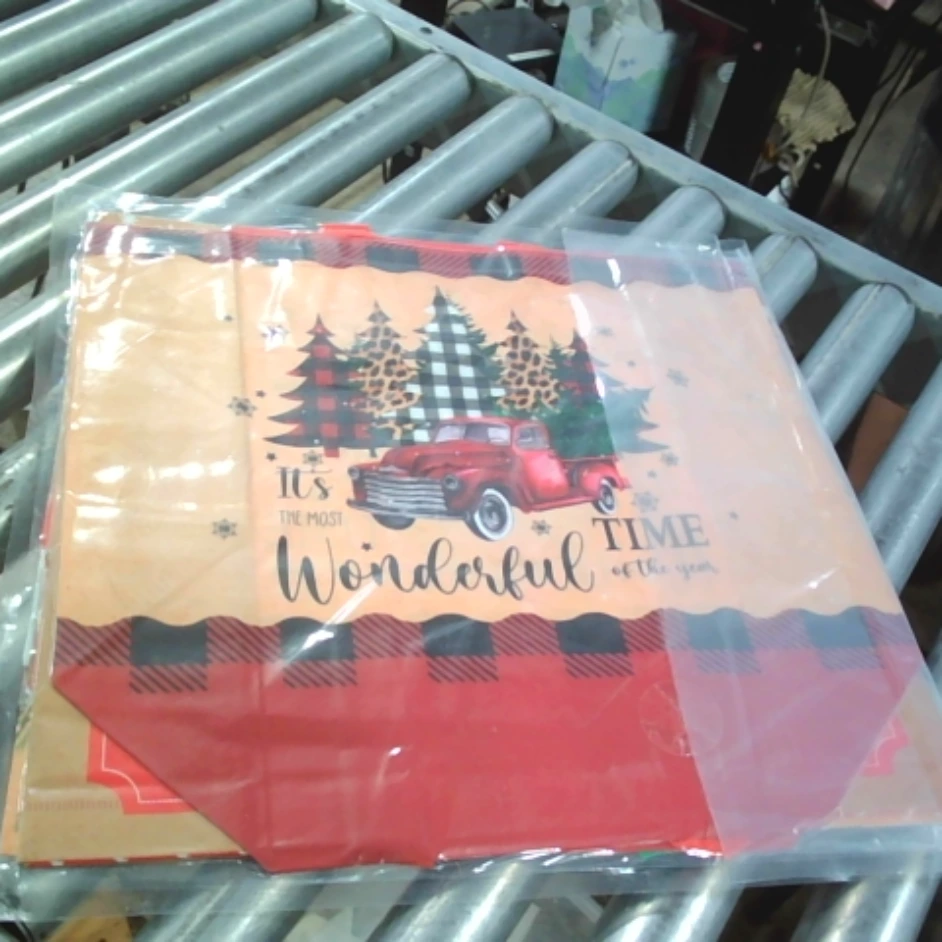 It's
THE MOST
Wonderful TIME
of the year